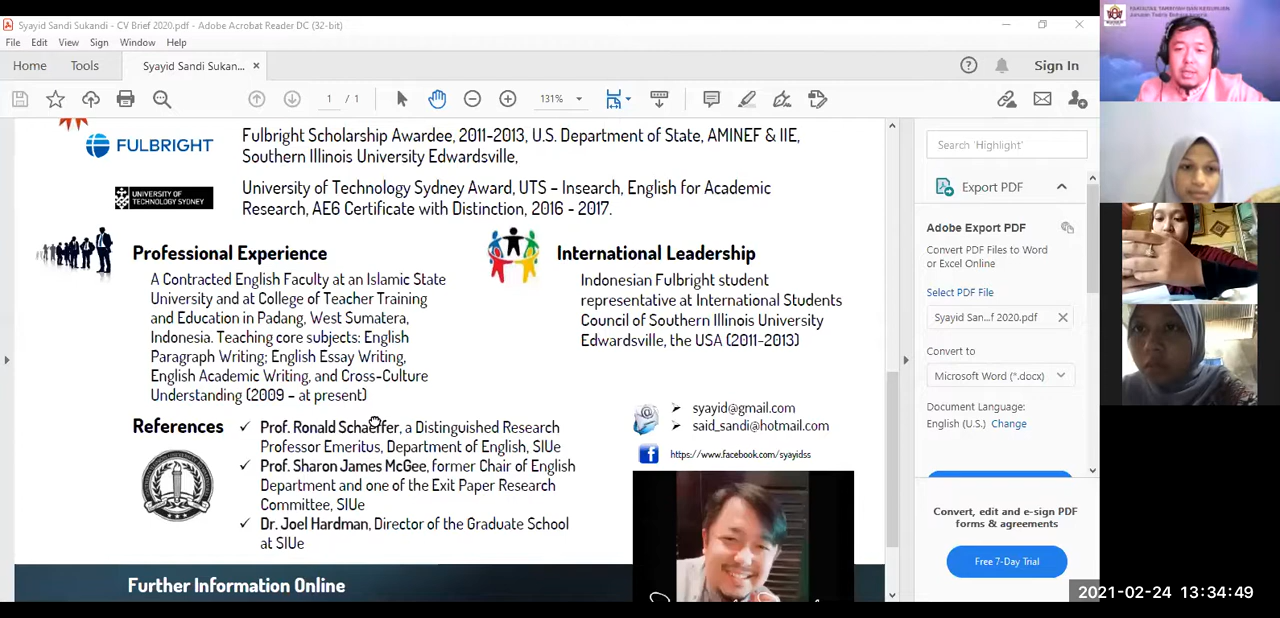 Syayid Sandi Sukandi - CV Brief 2020.pdf - Adobe Acrobat Reader DC (32-bit)
File Edit View Sign Window Help
Home Tools Syayid Sandi Sukan... × Sign In
1 / 1 131%
FULBRIGHT
Fulbright Scholarship Awardee, 2011-2013, U.S. Department of State, AMINEF & IIE,
Southern Illinois University Edwardsville,
UNIVERSITY OF
TECHNOLOGY SYDNEY
University of Technology Sydney Award, UTS – Insearch, English for Academic
Research, AE6 Certificate with Distinction, 2016 - 2017.
Professional Experience
A Contracted English Faculty at an Islamic State
University and at College of Teacher Training
and Education in Padang, West Sumatera,
Indonesia. Teaching core subjects: English
Paragraph Writing; English Essay Writing,
English Academic Writing, and Cross-Culture
Understanding (2009 – at present)
International Leadership
Indonesian Fulbright student
representative at International Students
Council of Southern Illinois University
Edwardsville, the USA (2011-2013)
References
✓ Prof. Ronald Schaeffer, a Distinguished Research
Professor Emeritus, Department of English, SIUe
✓ Prof. Sharon James McGee, former Chair of English
Department and one of the Exit Paper Research
Committee, SIUe
✓ Dr. Joel Hardman, Director of the Graduate School
at SIUe
➢ syayid@gmail.com
➢ said_sandi@hotmail.com
https://www.facebook.com/syayidss
Further Information Online
Search 'Highlight'
Export PDF
Adobe Export PDF
Convert PDF Files to Word
or Excel Online
Select PDF File
Syayid San...f 2020.pdf
Convert to
Microsoft Word (*.docx)
Document Language:
English (U.S.) Change
Convert, edit and e-sign PDF
forms & agreements
Free 7-Day Trial
FAKULTAS TARBIYAH DAN KEGURUAN
2021-02-24 13:34:49